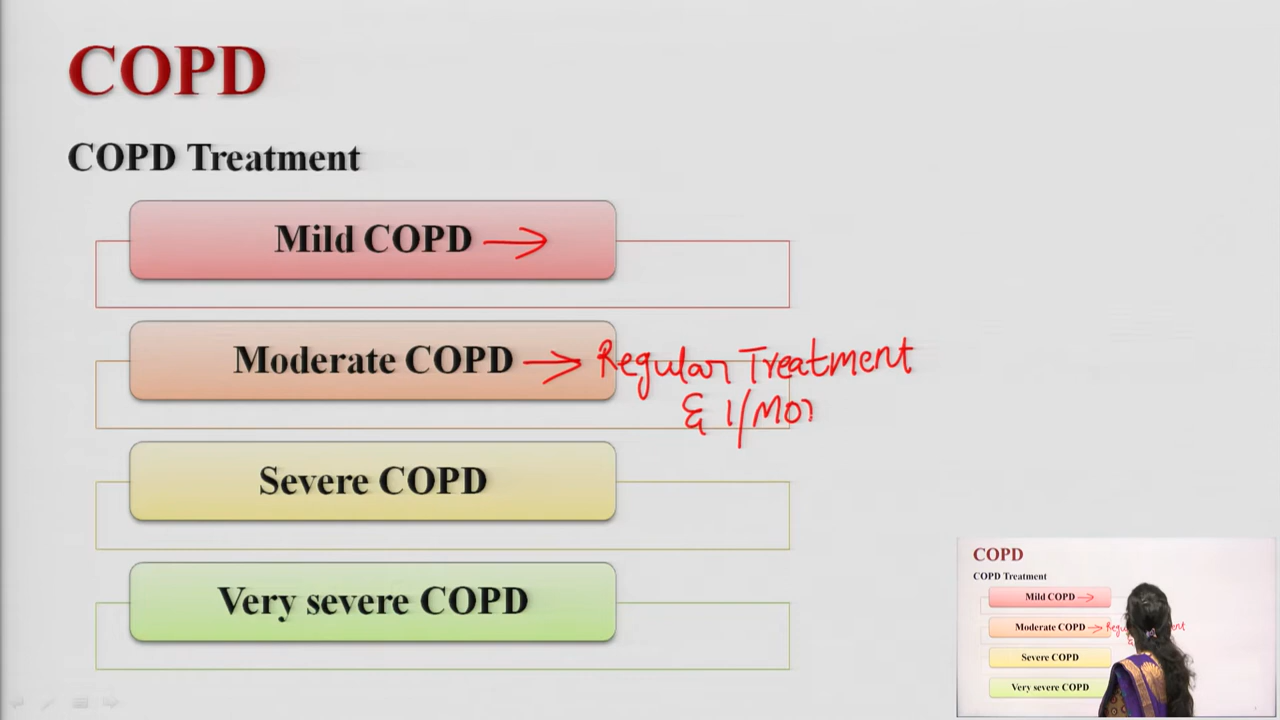 COPD
COPD Treatment
Mild COPD →
Moderate COPD → Regular Treatment
& 1/Mo
Severe COPD
Very severe COPD
COPD
COPD Treatment
Mild COPD →
Moderate COPD →
Severe COPD
Very severe COPD